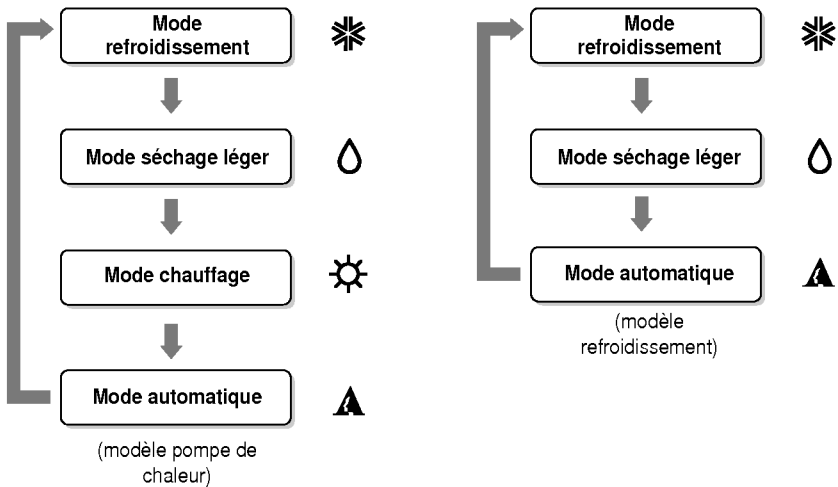 Mode
refroidissement
Mode séchage léger
Mode chauffage
Mode automatique
(modèle pompe de
chaleur)
Mode
refroidissement
Mode séchage léger
Mode automatique
(modèle
refroidissement)